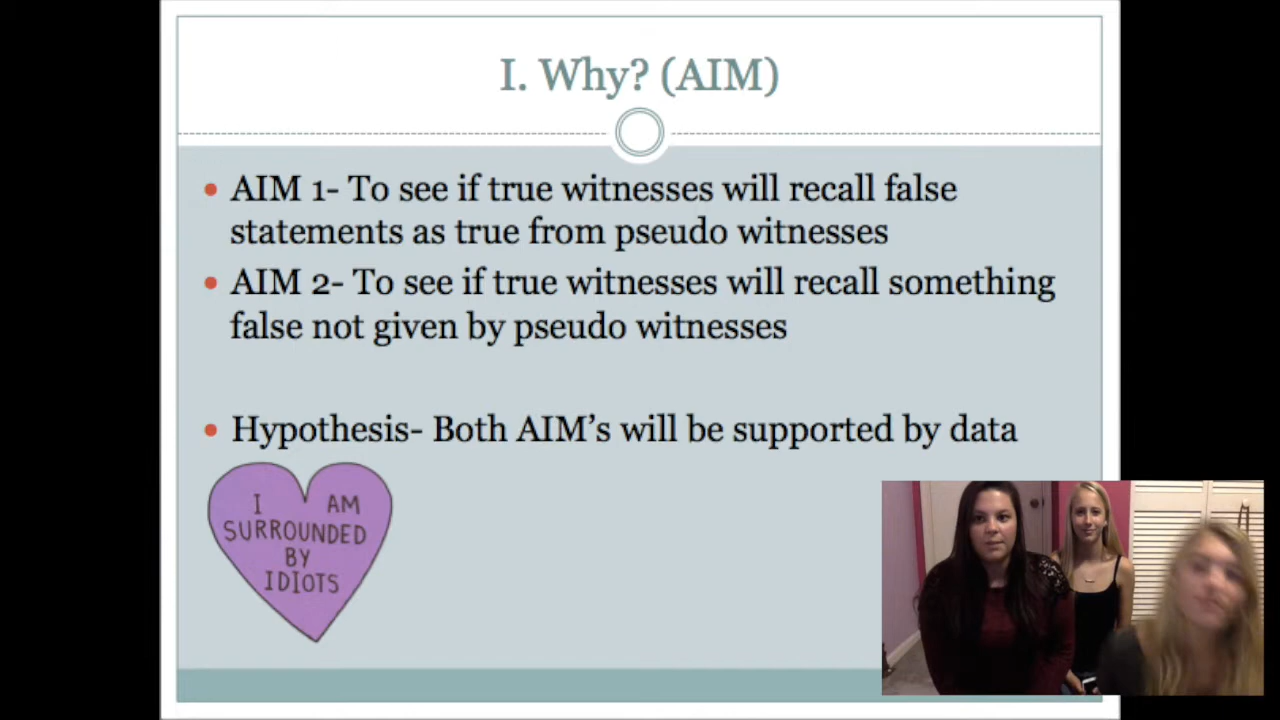 I. Why? (AIM)
AIM 1- To see if true witnesses will recall false
statements as true from pseudo witnesses
AIM 2- To see if true witnesses will recall something
false not given by pseudo witnesses
Hypothesis- Both AIM’s will be supported by data
I AM
SURROUNDED
BY
IDIOTS